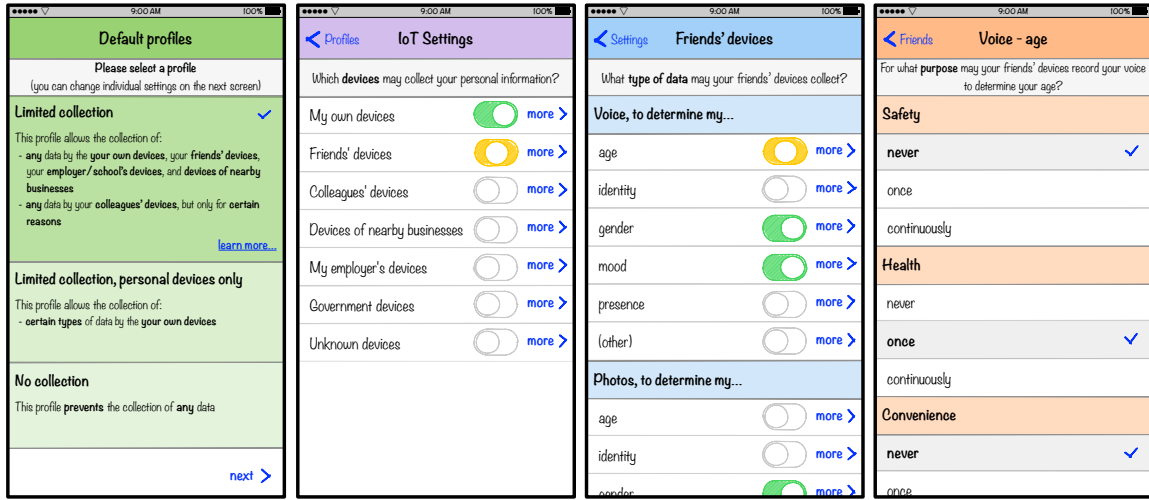 9:00 AM 100%
Default profiles
Please select a profile
(you can change individual settings on the next screen)
Limited collection
This profile allows the collection of:
- any data by the your own devices, your friends' devices,
your employer/school's devices, and devices of nearby
businesses
- any data by your colleagues' devices, but only for certain
reasons
learn more...
Limited collection, personal devices only
This profile allows the collection of:
- certain types of data by the your own devices
No collection
This profile prevents the collection of any data
next
9:00 AM 100%
Profiles IoT Settings
Which devices may collect your personal information?
My own devices more
Friends' devices more
Colleagues' devices more
Devices of nearby businesses more
My employer's devices more
Government devices more
Unknown devices more
9:00 AM 100%
Settings Friends' devices
What type of data may your friends' devices collect?
Voice, to determine my...
age more
identity more
gender more
mood more
presence more
(other) more
Photos, to determine my...
age more
identity more
gender more
9:00 AM 100%
Friends Voice - age
For what purpose may your friends' devices record your voice
to determine your age?
Safety
never
once
continuously
Health
never
once
continuously
Convenience
never
once